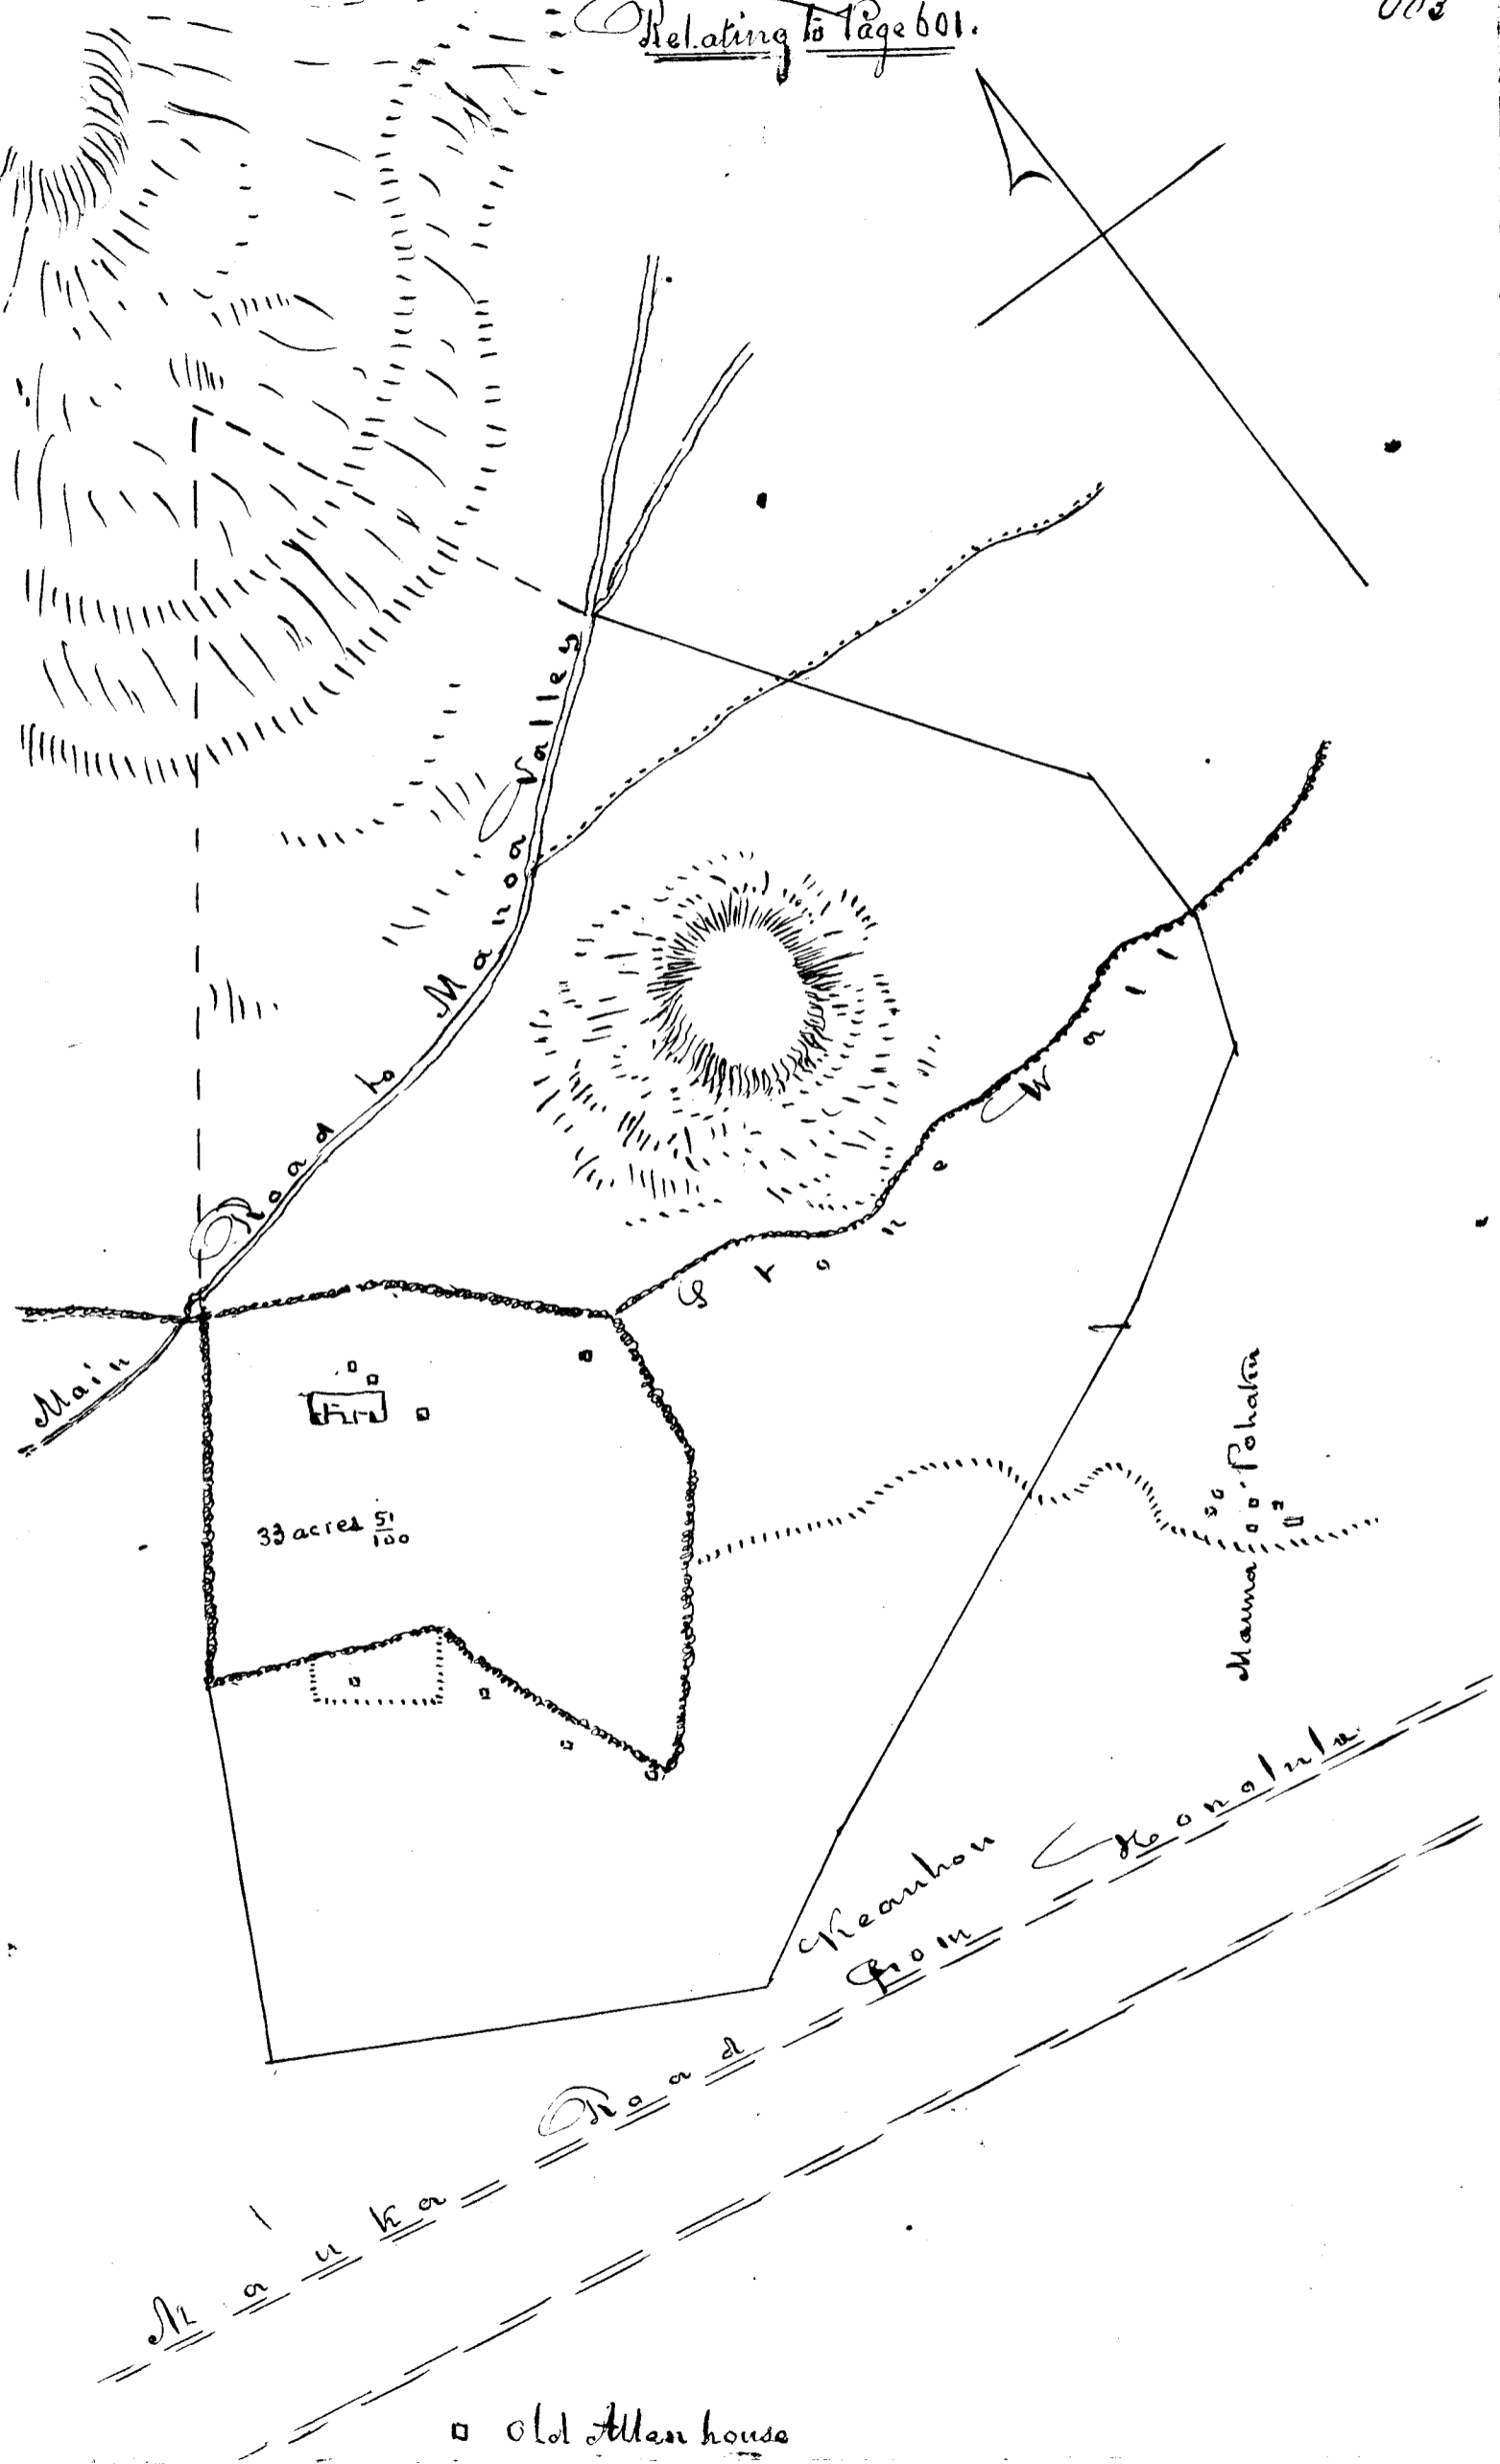 Relating to Page 601.
Main Road to Manoa Valley
Stone Wall
33 acres 51/100
Mauna Pohaku
Keauhou
Mauka Road from Honolulu
old Allen house